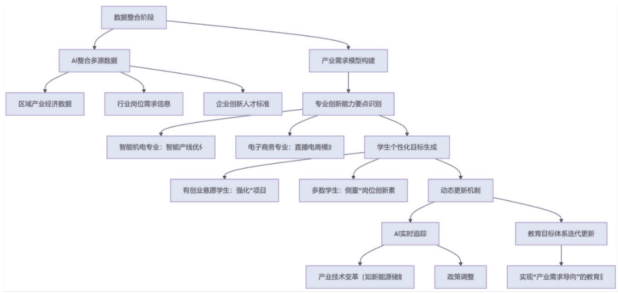 数据整合阶段
AI整合多源数据
产业需求模型构建
区域产业经济数据
行业岗位需求信息
企业创新人才标准
专业创新能力要点识别
智能机电专业：智能产线优
电子商务专业：直播电商模
学生个性化目标生成
有创业意愿学生：强化“项目
多数学生：侧重“岗位创新素
动态更新机制
AI实时追踪
教育目标体系迭代更新
产业技术变革（如新能源储
政策调整
实现“产业需求导向”的教育